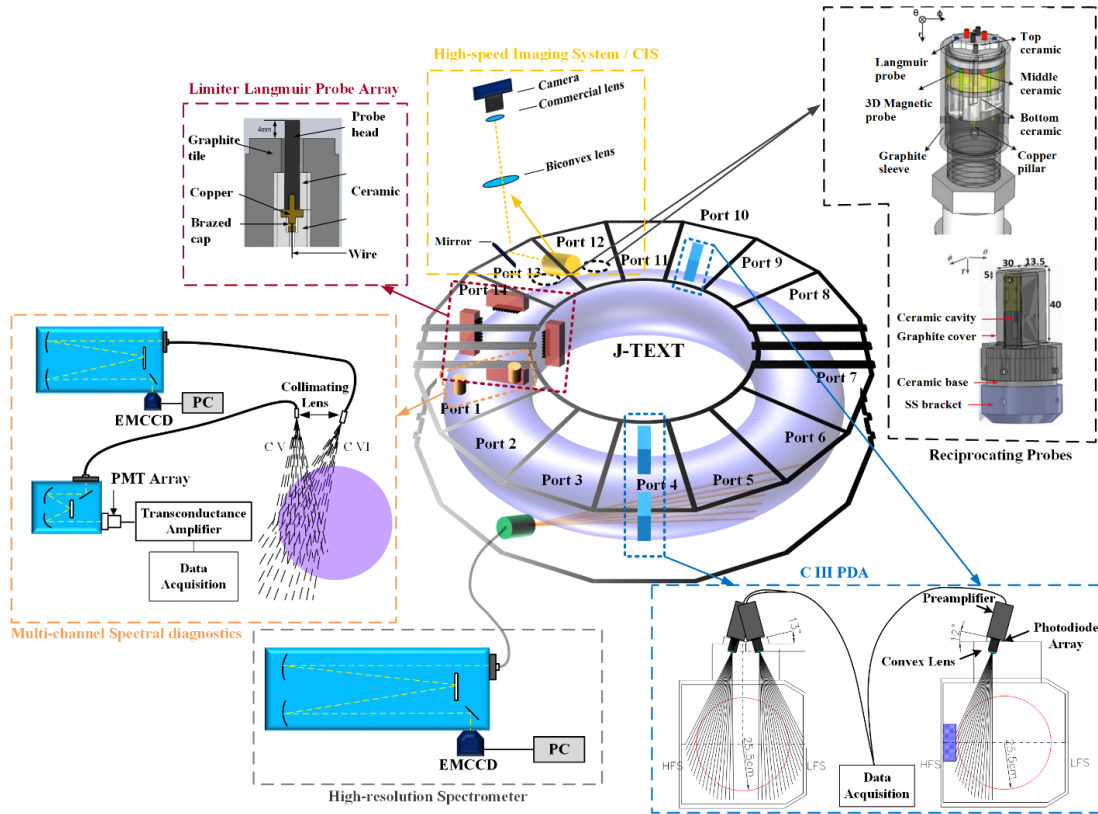 High-speed Imaging System / CIS
Camera
Commercial lens
Biconvex lens
Mirror
Limiter Langmuir Probe Array
4mm
Probe
head
Graphite
tile
Ceramic
Copper
Brazed
cap
Wire
θ
ϕ
r
Top
ceramic
Langmuir
probe
Middle
ceramic
3D Magnetic
probe
Bottom
ceramic
Graphite
sleeve
Copper
pillar
ϕ
θ
r
30
13.5
5
40
Ceramic cavity
Graphite cover
Ceramic base
SS bracket
Reciprocating Probes
Port 10
Port 12
Port 11
Port 9
Port 13
Port 8
Port 14
J-TEXT
Port 7
Port 1
Port 2
Port 6
Port 3
Port 4
Port 5
EMCCD
PC
Collimating
Lens
C V
C VI
PMT Array
Transconductance
Amplifier
Data
Acquisition
Multi-channel Spectral diagnostics
EMCCD
PC
High-resolution Spectrometer
C III PDA
Preamplifier
13°
12°
Photodiode
Array
Convex Lens
25.5cm
HFS
LFS
Data
Acquisition
25.5cm
HFS
LFS